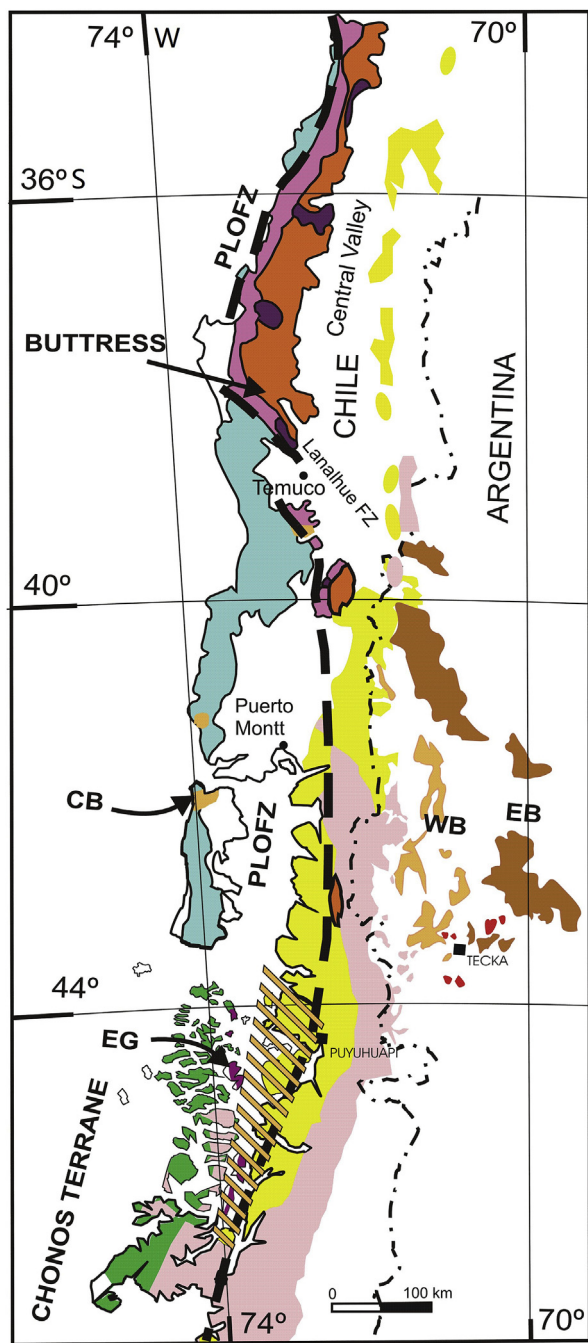 74º W
70º
36º S
PLOFZ
Central Valley
BUTTRESS
CHILE
ARGENTINA
Lanalhue FZ
Temuco
40º
Puerto
Montt
CB
PLOFZ
WB
EB
TECKA
44º
EG
PUYUHUAPI
CHONOS TERRANE
0 100 km
74º
70º